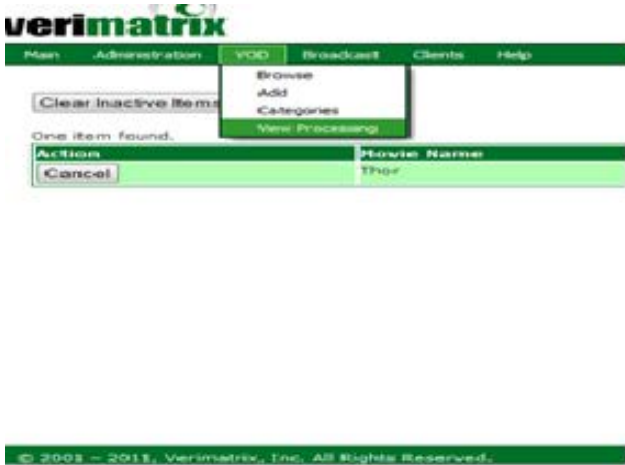 verimatrix
Main Administration VOD Broadcast Clients Help
Browse
Add
Categories
View Processing
Clear Inactive Items
One item found.
Action Movie Name
Cancel Thor
© 2001 - 2011, Verimatrix, Inc. All Rights Reserved.